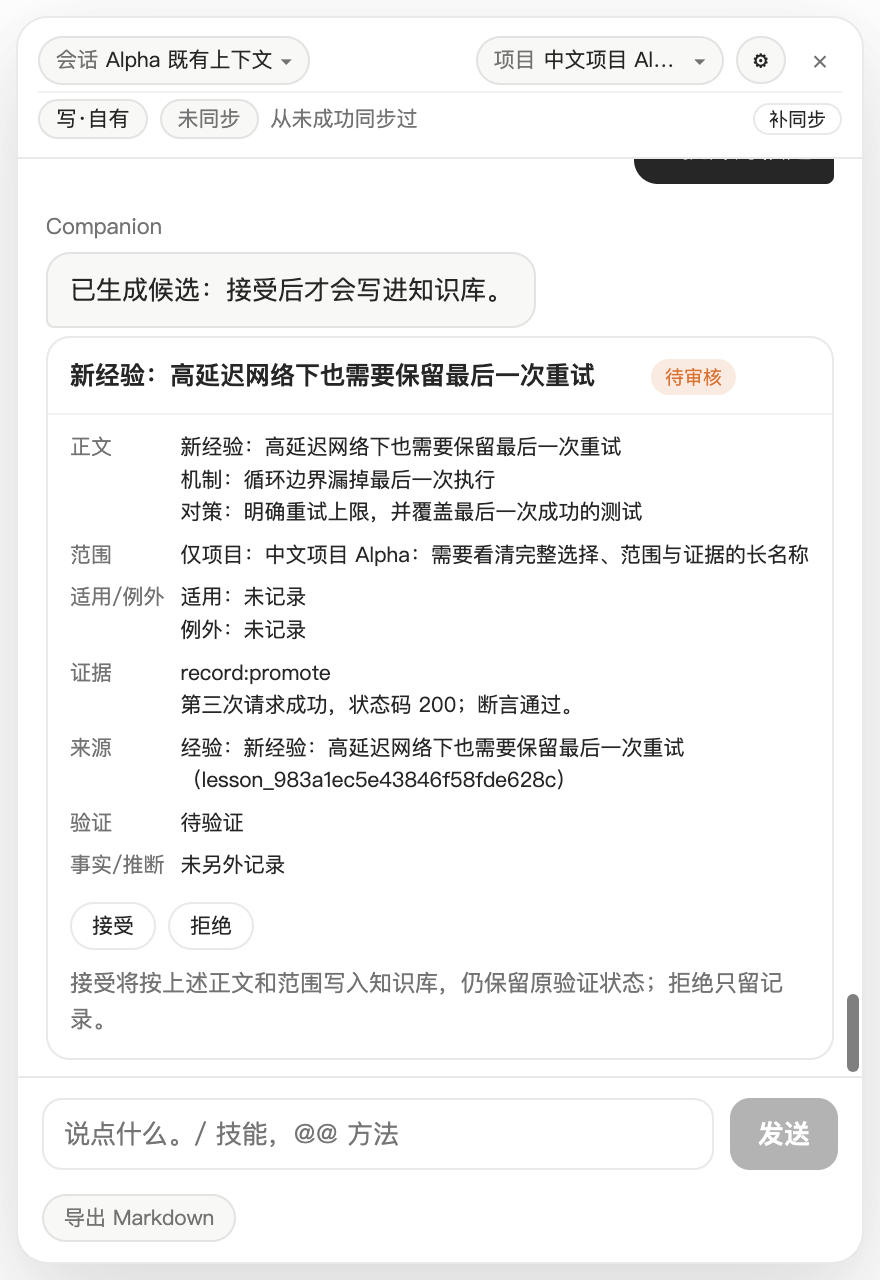 会话 Alpha 既有上下文
项目 中文项目 Al…
写·自有 未同步 从未成功同步过 补同步
Companion
已生成候选：接受后才会写进知识库。
新经验：高延迟网络下也需要保留最后一次重试 待审核
正文 新经验：高延迟网络下也需要保留最后一次重试
机制：循环边界漏掉最后一次执行
对策：明确重试上限，并覆盖最后一次成功的测试
范围 仅项目：中文项目 Alpha：需要看清完整选择、范围与证据的长名称
适用/例外 适用：未记录
例外：未记录
证据 record:promote
第三次请求成功，状态码 200；断言通过。
来源 经验：新经验：高延迟网络下也需要保留最后一次重试
（lesson_983a1ec5e43846f58fde628c）
验证 待验证
事实/推断 未另外记录
接受 拒绝
接受将按上述正文和范围写入知识库，仍保留原验证状态；拒绝只留记
录。
说点什么。/ 技能，@@ 方法 发送
导出 Markdown